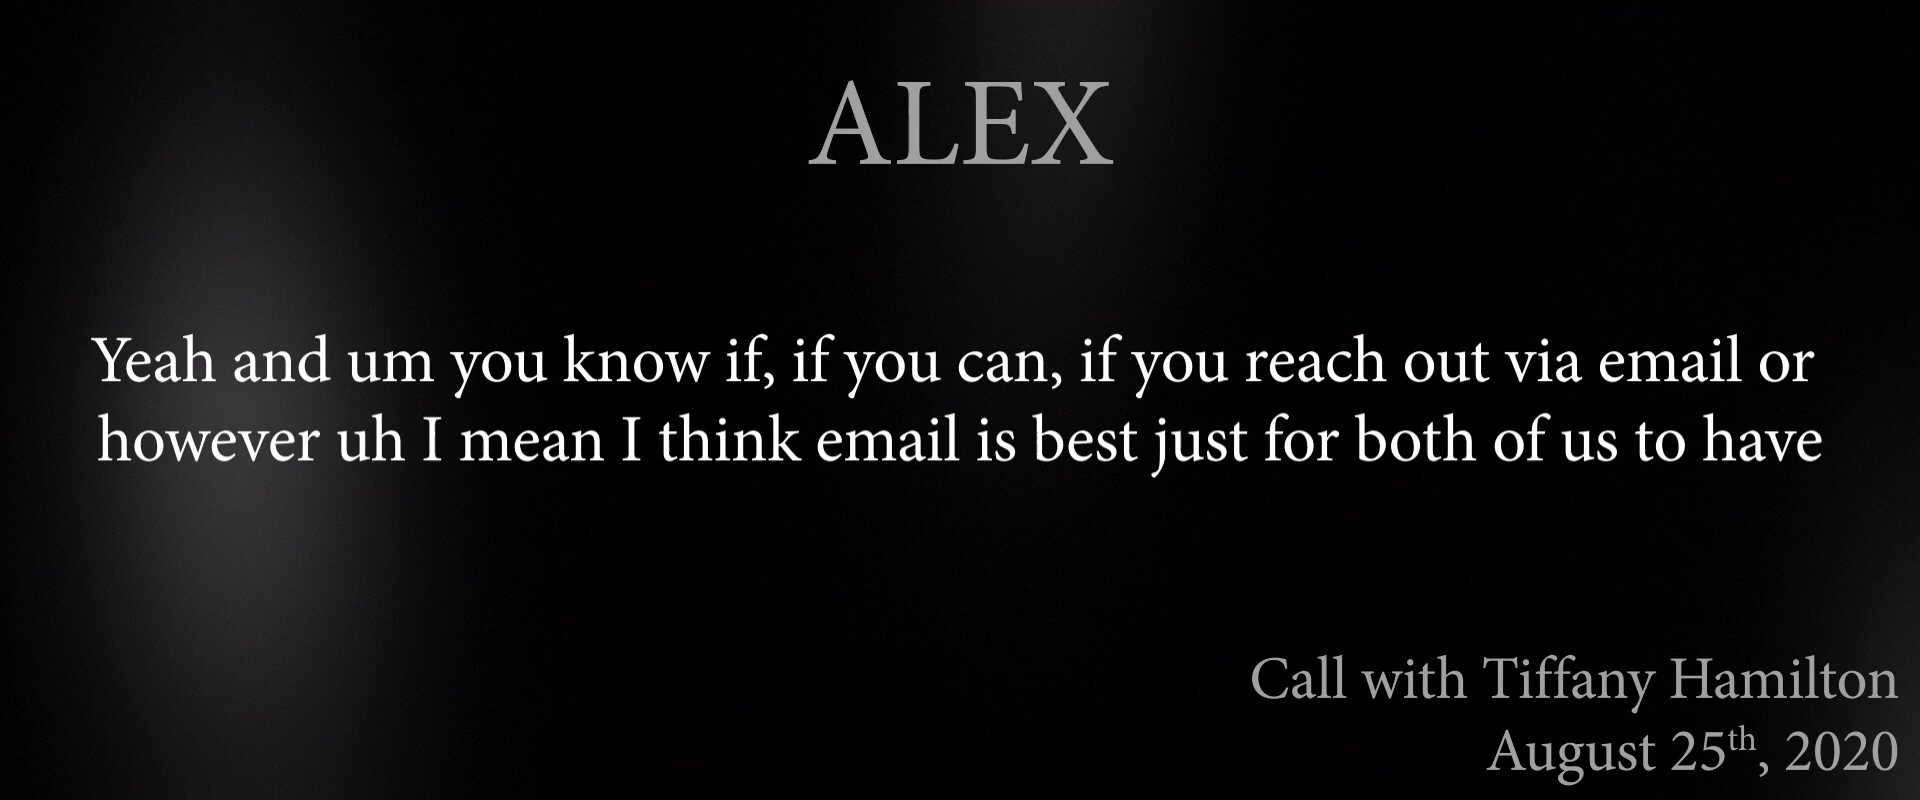 ALEX
Yeah and um you know if, if you can, if you reach out via email or
however uh I mean I think email is best just for both of us to have
Call with Tiffany Hamilton
August 25th, 2020